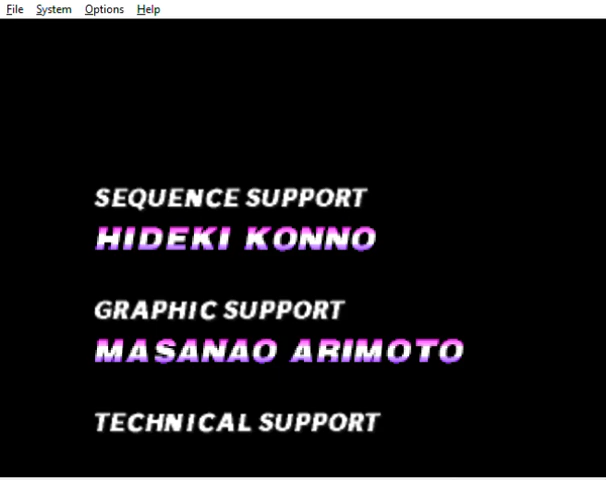 File System Options Help
SEQUENCE SUPPORT
HIDEKI KONNO
GRAPHIC SUPPORT
MASANAO ARIMOTO
TECHNICAL SUPPORT